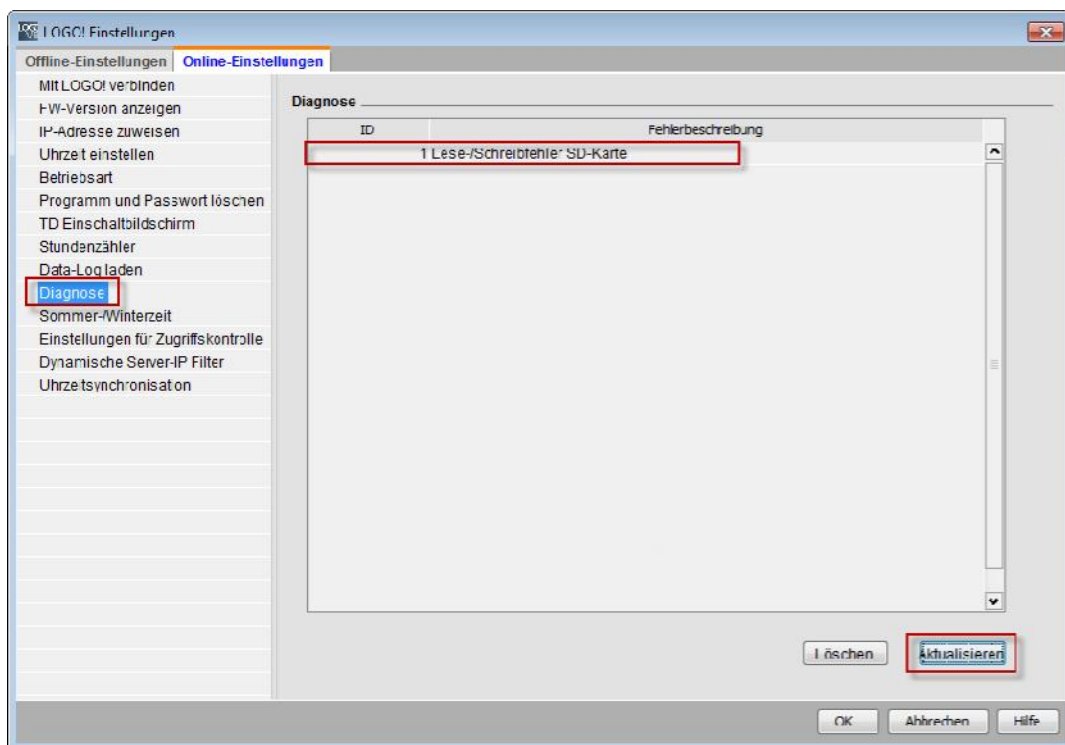 LOGO! Einstellungen
Offline-Einstellungen
Online-Einstellungen
Mit LOGO! verbinden
FW-Version anzeigen
IP-Adresse zuweisen
Uhrzeit einstellen
Betriebsart
Programm und Passwort löschen
TD Einschaltbildschirm
Stundenzähler
Data-Log laden
Diagnose
Sommer-/Winterzeit
Einstellungen für Zugriffskontrolle
Dynamische Server-IP Filter
Uhrzeitsynchronisation
Diagnose
ID Fehlerbeschreibung
1 Lese-/Schreibfehler SD-Karte
Löschen Aktualisieren
OK Abbrechen Hilfe